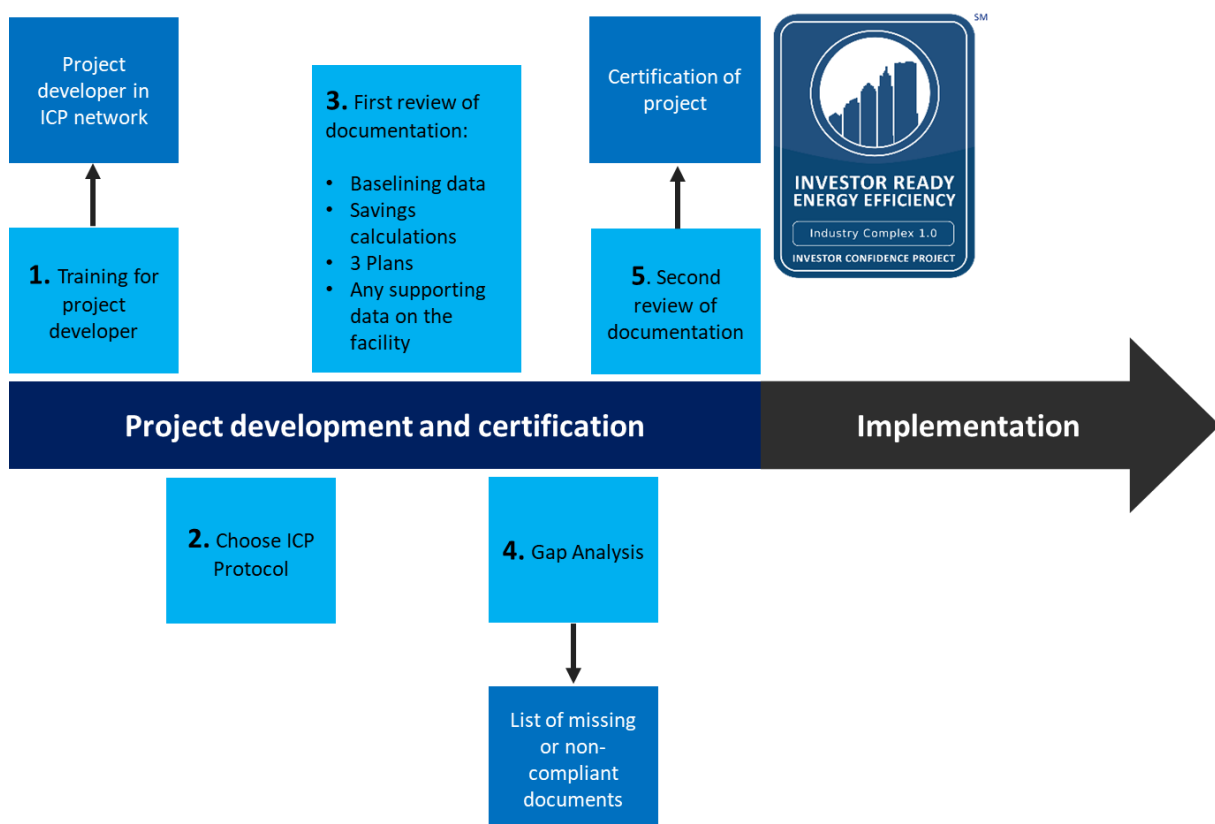 Project
developer in
ICP network
1. Training for
project
developer
2. Choose ICP
Protocol
3. First review of
documentation:
• Baselining data
• Savings
calculations
• 3 Plans
• Any supporting
data on the
facility
4. Gap Analysis
List of missing
or non-
compliant
documents
Certification of
project
5. Second
review of
documentation
SM
INVESTOR READY
ENERGY EFFICIENCY
Industry Complex 1.0
INVESTOR CONFIDENCE PROJECT
Project development and certification
Implementation